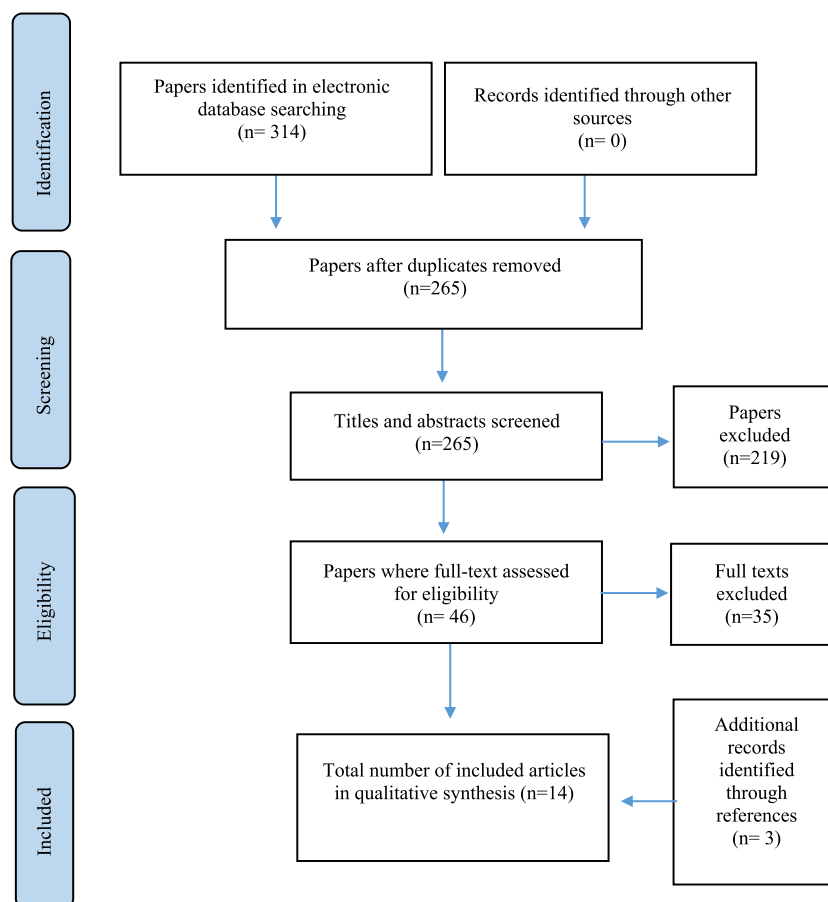 Identification
Papers identified in electronic
database searching
(n= 314)
Records identified through other
sources
(n= 0)
Papers after duplicates removed
(n=265)
Screening
Titles and abstracts screened
(n=265)
Papers
excluded
(n=219)
Eligibility
Papers where full-text assessed
for eligibility
(n= 46)
Full texts
excluded
(n=35)
Included
Total number of included articles
in qualitative synthesis (n=14)
Additional
records
identified
through
references
(n= 3)